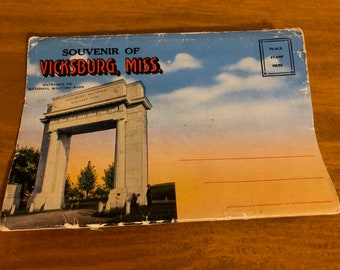 SOUVENIR OF
VICKSBURG, MISS.
ENTRANCE TO
NATIONAL MILITARY PARK
PLACE
STAMP
HERE